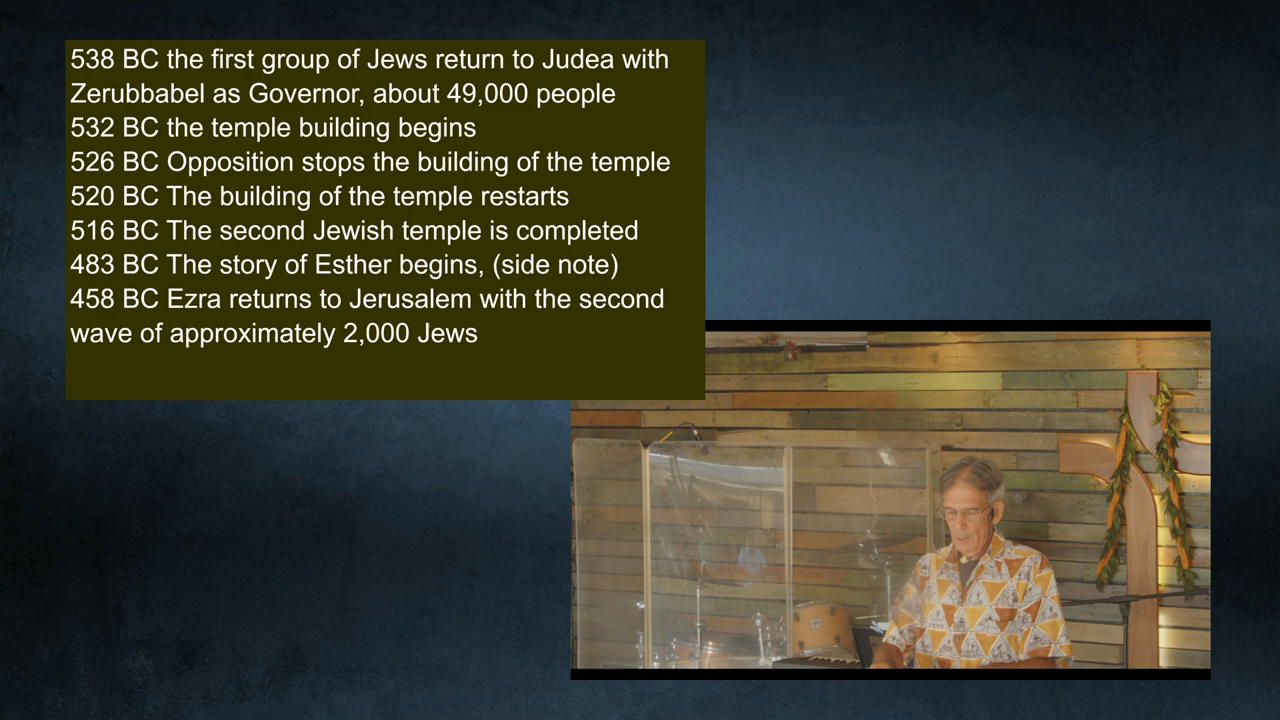 538 BC the first group of Jews return to Judea with
Zerubbabel as Governor, about 49,000 people
532 BC the temple building begins
526 BC Opposition stops the building of the temple
520 BC The building of the temple restarts
516 BC The second Jewish temple is completed
483 BC The story of Esther begins, (side note)
458 BC Ezra returns to Jerusalem with the second
wave of approximately 2,000 Jews